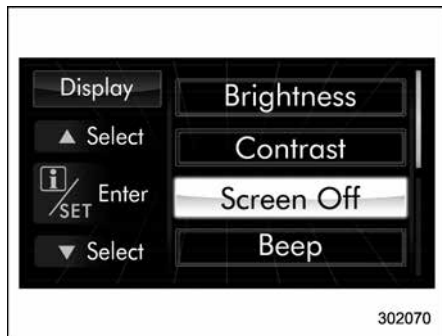 Display
▲ Select
i/SET Enter
▼ Select
Brightness
Contrast
Screen Off
Beep
302070